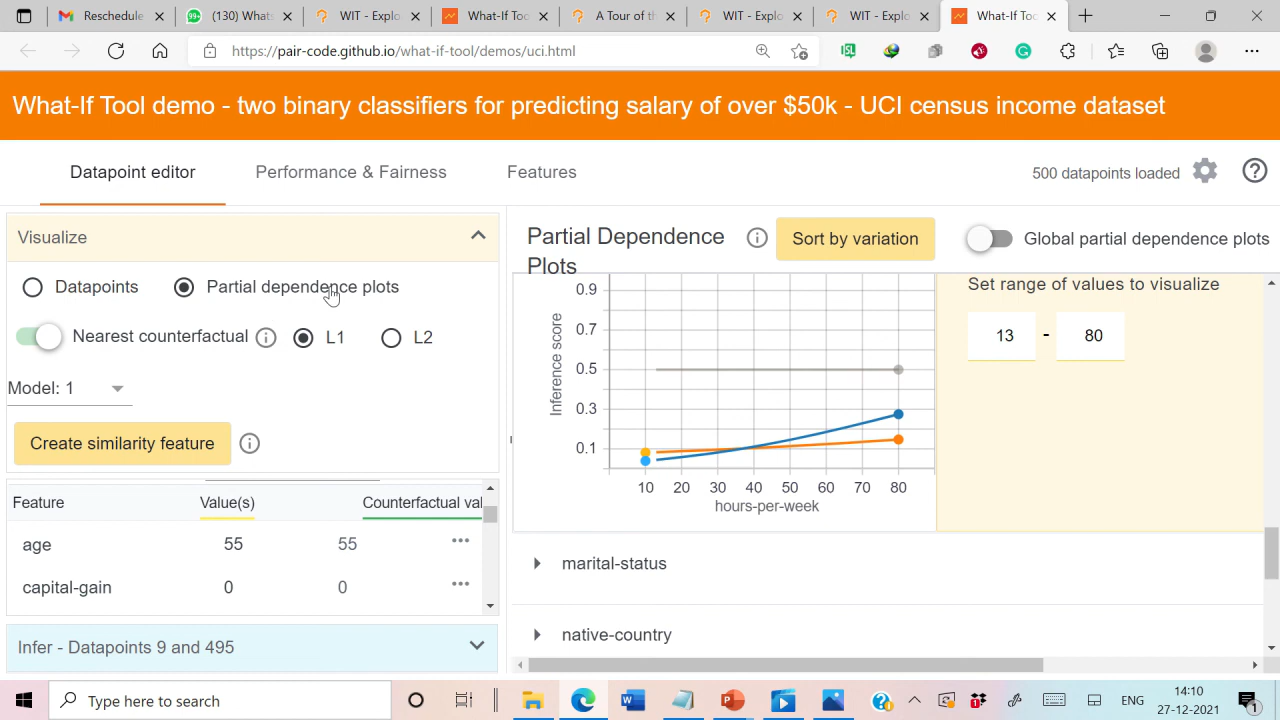 Reschedule
(130) Whats
WIT - Explo
What-If Too
A Tour of th
WIT - Explo
WIT - Explo
What-If Too
https://pair-code.github.io/what-if-tool/demos/uci.html
What-If Tool demo - two binary classifiers for predicting salary of over $50k - UCI census income dataset
Datapoint editor
Performance & Fairness
Features
500 datapoints loaded
Visualize
Datapoints
Partial dependence plots
Nearest counterfactual
L1
L2
Model: 1
Create similarity feature
Feature
Value(s)
Counterfactual val
age
55
55
capital-gain
0
0
Infer - Datapoints 9 and 495
Partial Dependence
Plots
Sort by variation
Global partial dependence plots
0.9
0.7
0.5
0.3
0.1
Inference score
10 20 30 40 50 60 70 80
hours-per-week
Set range of values to visualize
13 - 80
marital-status
native-country
Type here to search
ENG
14:10
27-12-2021